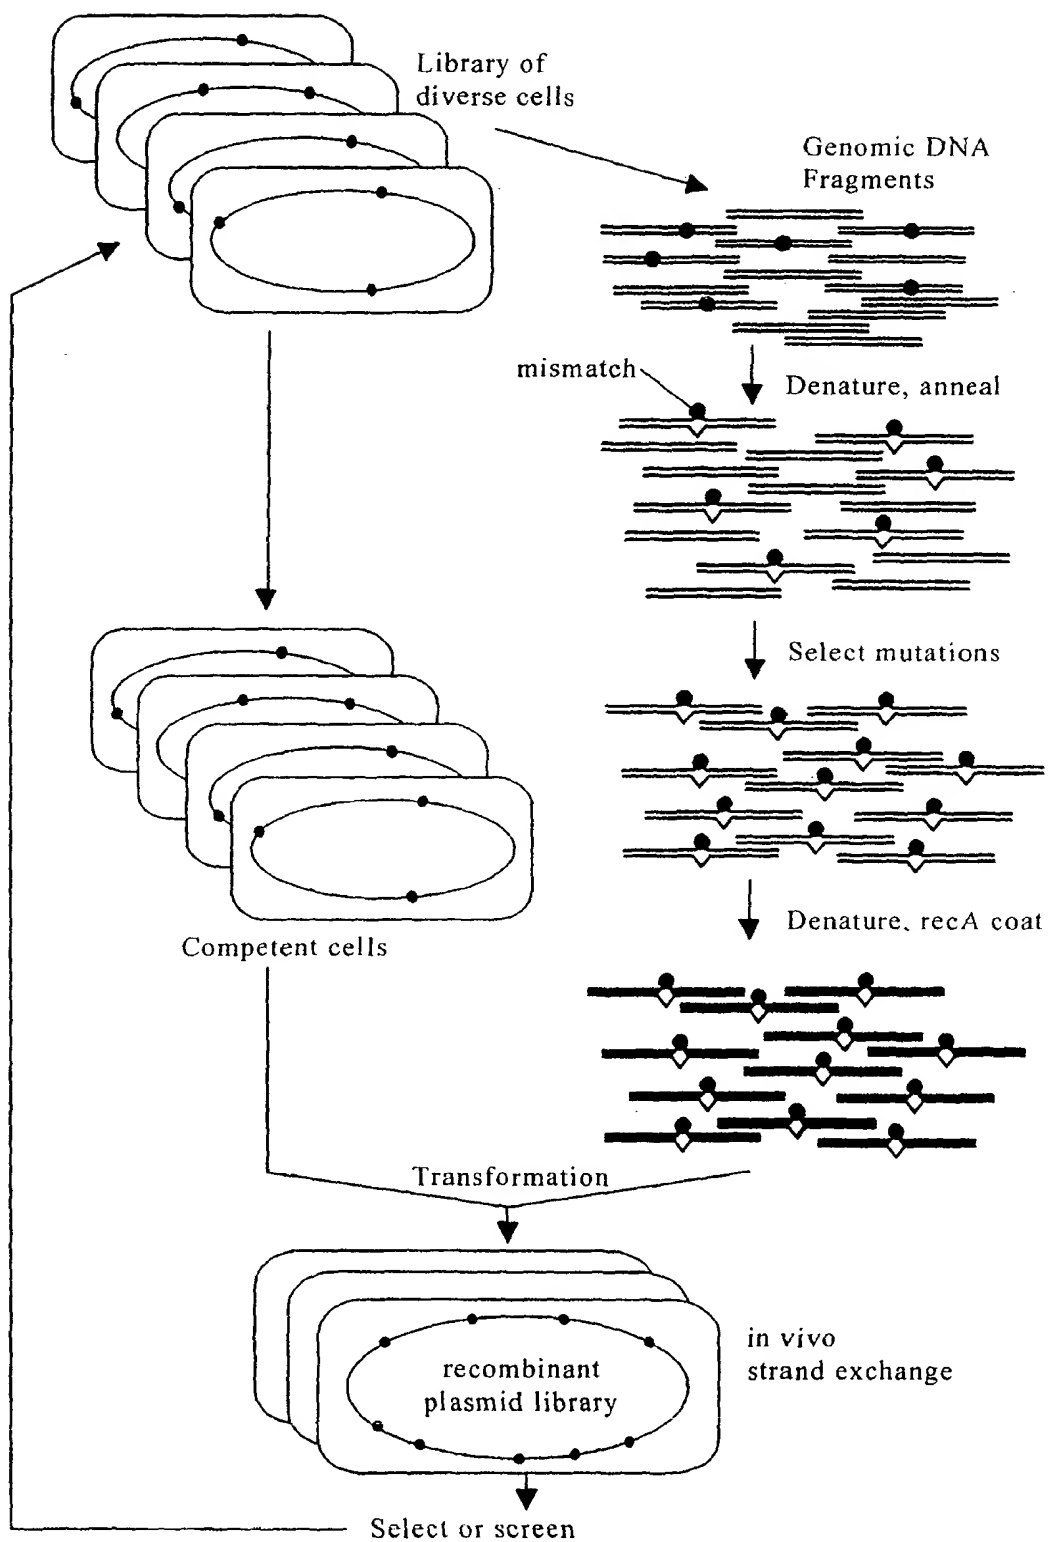 Library of
diverse cells
Genomic DNA
Fragments
mismatch
Denature, anneal
Select mutations
Denature, recA coat
Competent cells
Transformation
in vivo
strand exchange
recombinant
plasmid library
Select or screen